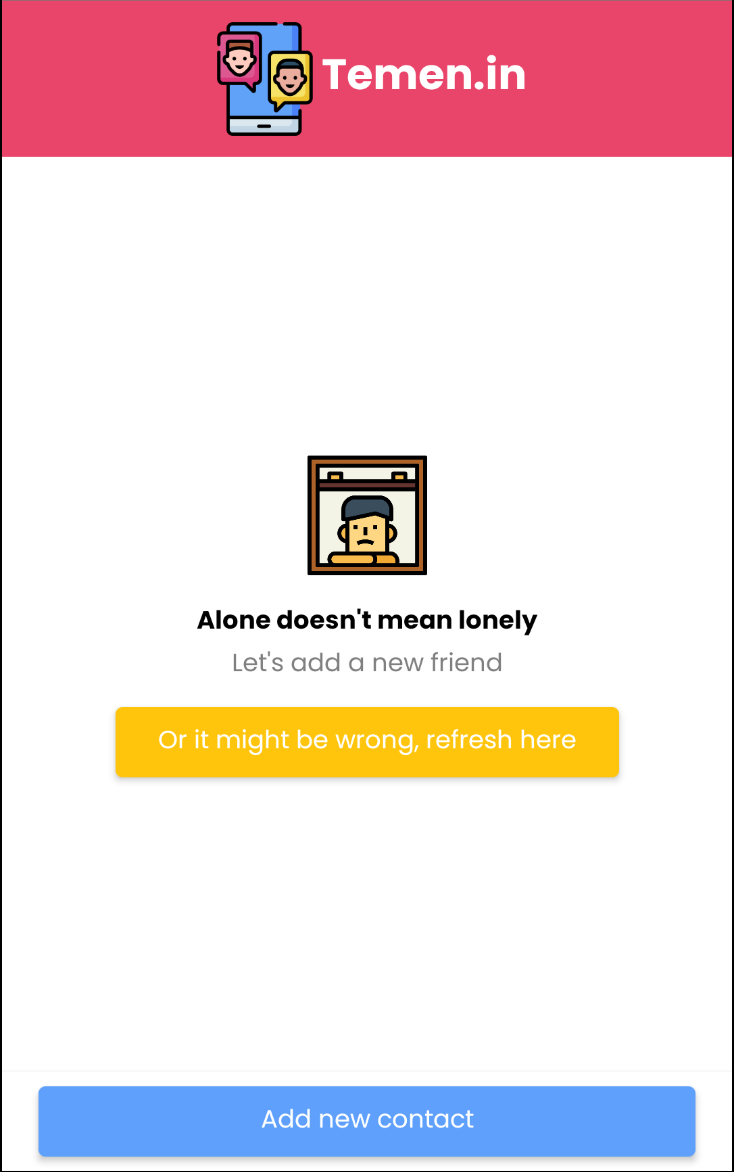 Temen.in
Alone doesn't mean lonely
Let's add a new friend
Or it might be wrong, refresh here
Add new contact